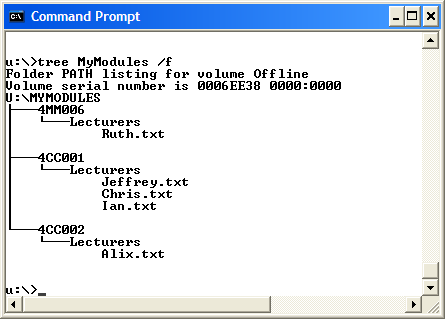 Command Prompt
u:\>tree MyModules /f
Folder PATH listing for volume Offline
Volume serial number is 0006EE38 0000:0000
U:\MYMODULES
├───4MM006
│   └───Lecturers
│           Ruth.txt
├───4CC001
│   └───Lecturers
│           Jeffrey.txt
│           Chris.txt
│           Ian.txt
└───4CC002
    └───Lecturers
            Alix.txt
u:\>_